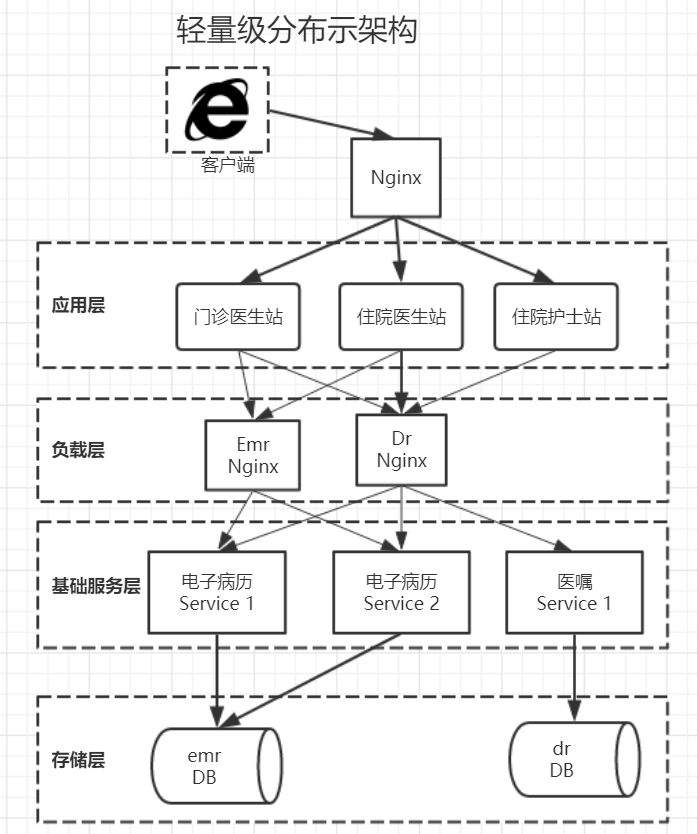 轻量级分布示架构
客户端
Nginx
应用层
门诊医生站
住院医生站
住院护士站
负载层
Emr
Nginx
Dr
Nginx
基础服务层
电子病历
Service 1
电子病历
Service 2
医嘱
Service 1
存储层
emr
DB
dr
DB